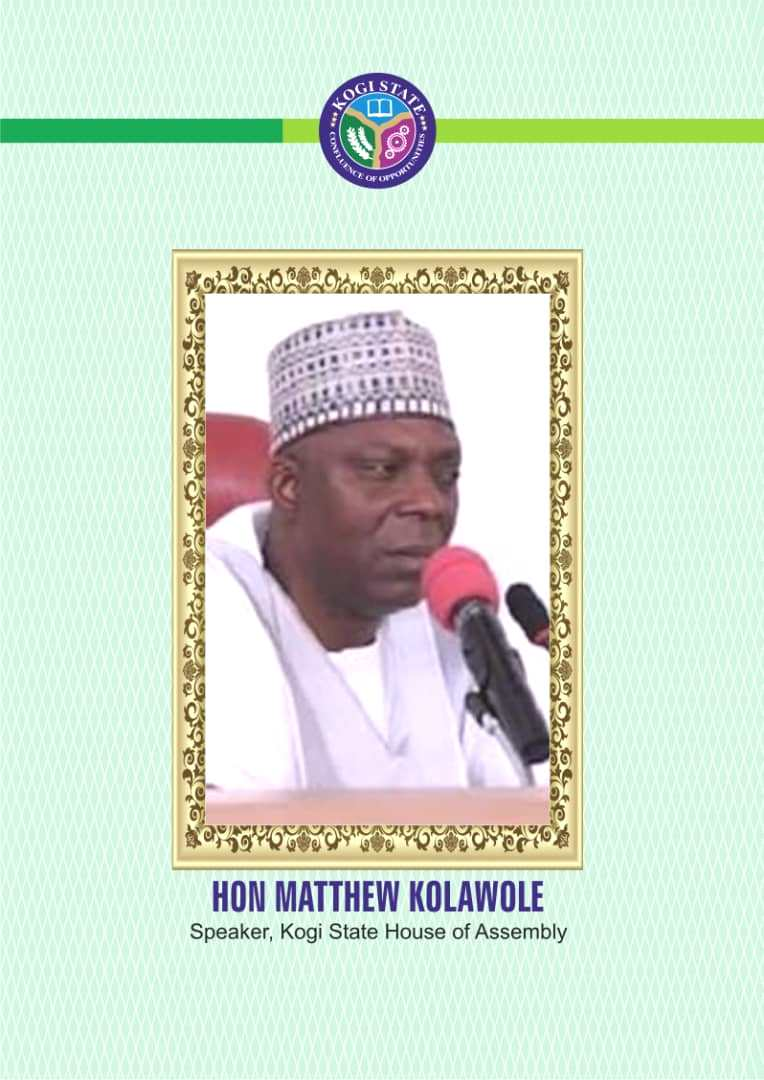 KOGI STATE
CONFLUENCE OF OPPORTUNITIES
HON MATTHEW KOLAWOLE
Speaker, Kogi State House of Assembly